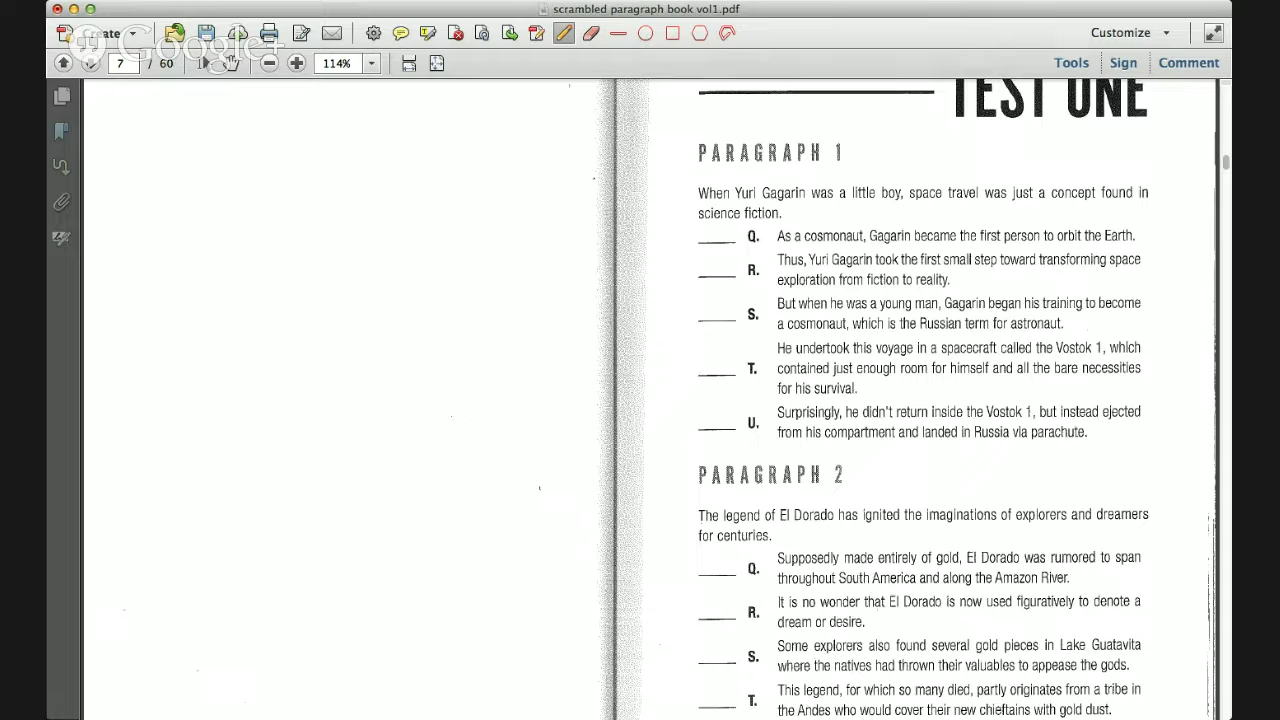 scrambled paragraph book vol1.pdf
Create
Google+
Customize
7 / 60
114%
Tools
Sign
Comment
TEST ONE
PARAGRAPH 1
When Yuri Gagarin was a little boy, space travel was just a concept found in
science fiction.
Q. As a cosmonaut, Gagarin became the first person to orbit the Earth.
R. Thus, Yuri Gagarin took the first small step toward transforming space
exploration from fiction to reality.
S. But when he was a young man, Gagarin began his training to become
a cosmonaut, which is the Russian term for astronaut.
T. He undertook this voyage in a spacecraft called the Vostok 1, which
contained just enough room for himself and all the bare necessities
for his survival.
U. Surprisingly, he didn't return inside the Vostok 1, but instead ejected
from his compartment and landed in Russia via parachute.
PARAGRAPH 2
The legend of El Dorado has ignited the imaginations of explorers and dreamers
for centuries.
Q. Supposedly made entirely of gold, El Dorado was rumored to span
throughout South America and along the Amazon River.
R. It is no wonder that El Dorado is now used figuratively to denote a
dream or desire.
S. Some explorers also found several gold pieces in Lake Guatavita
where the natives had thrown their valuables to appease the gods.
T. This legend, for which so many died, partly originates from a tribe in
the Andes who would cover their new chieftains with gold dust.